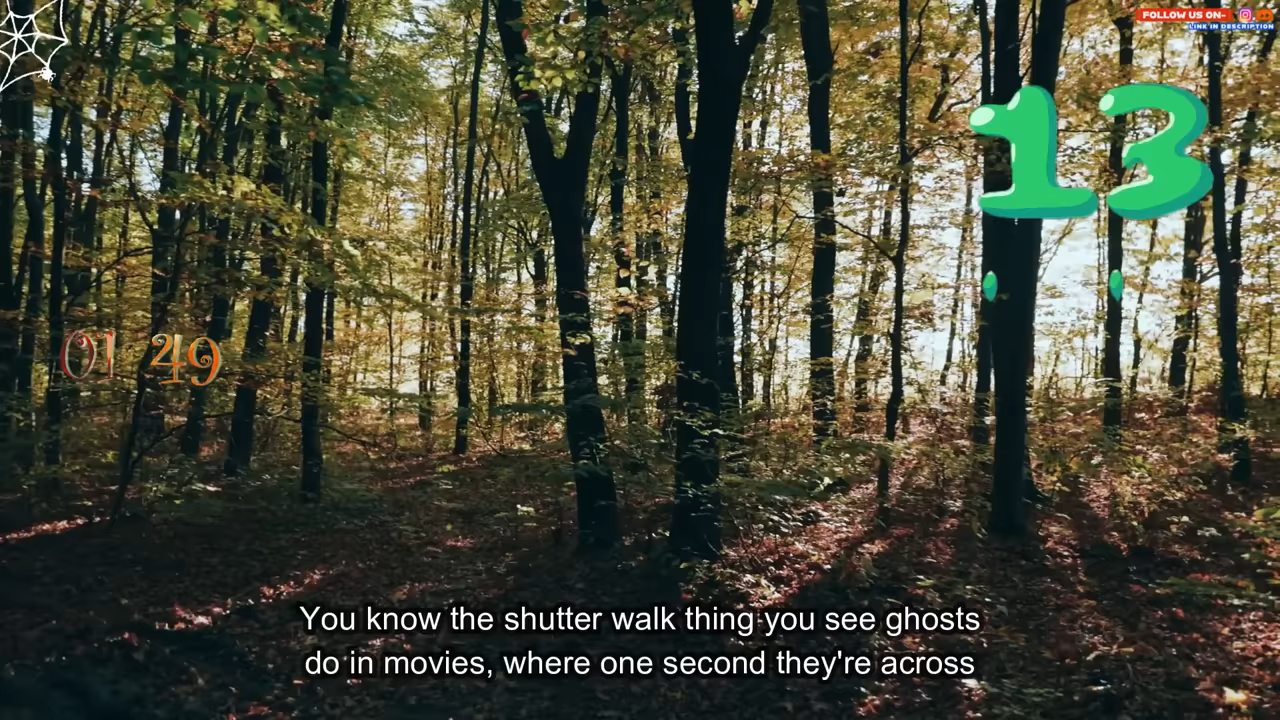 FOLLOW US ON-
LINK IN DESCRIPTION
13
01 49
You know the shutter walk thing you see ghosts
do in movies, where one second they're across